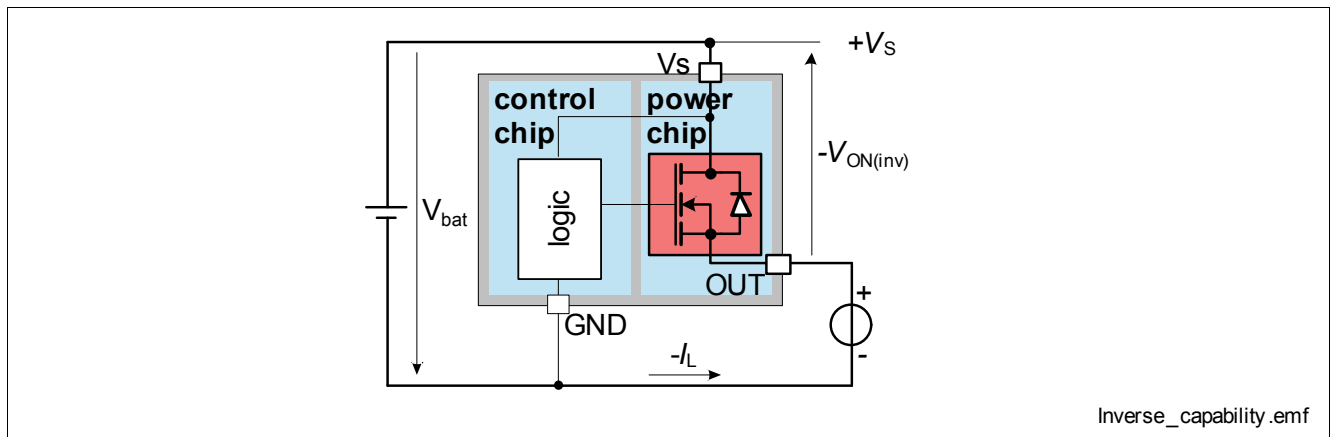 +VS
Vs
control
chip
power
chip
-VON(inv)
Vbat
logic
OUT
+
-
GND
-IL
Inverse_capability.emf